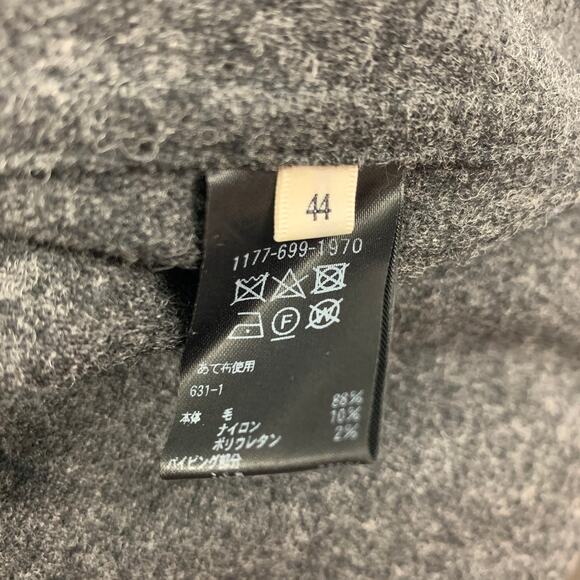 44
1177-699-1970
F
W
あて布使用
631-1
本体 毛 88%
ナイロン 10%
ポリウレタン 2%
パイピング部分